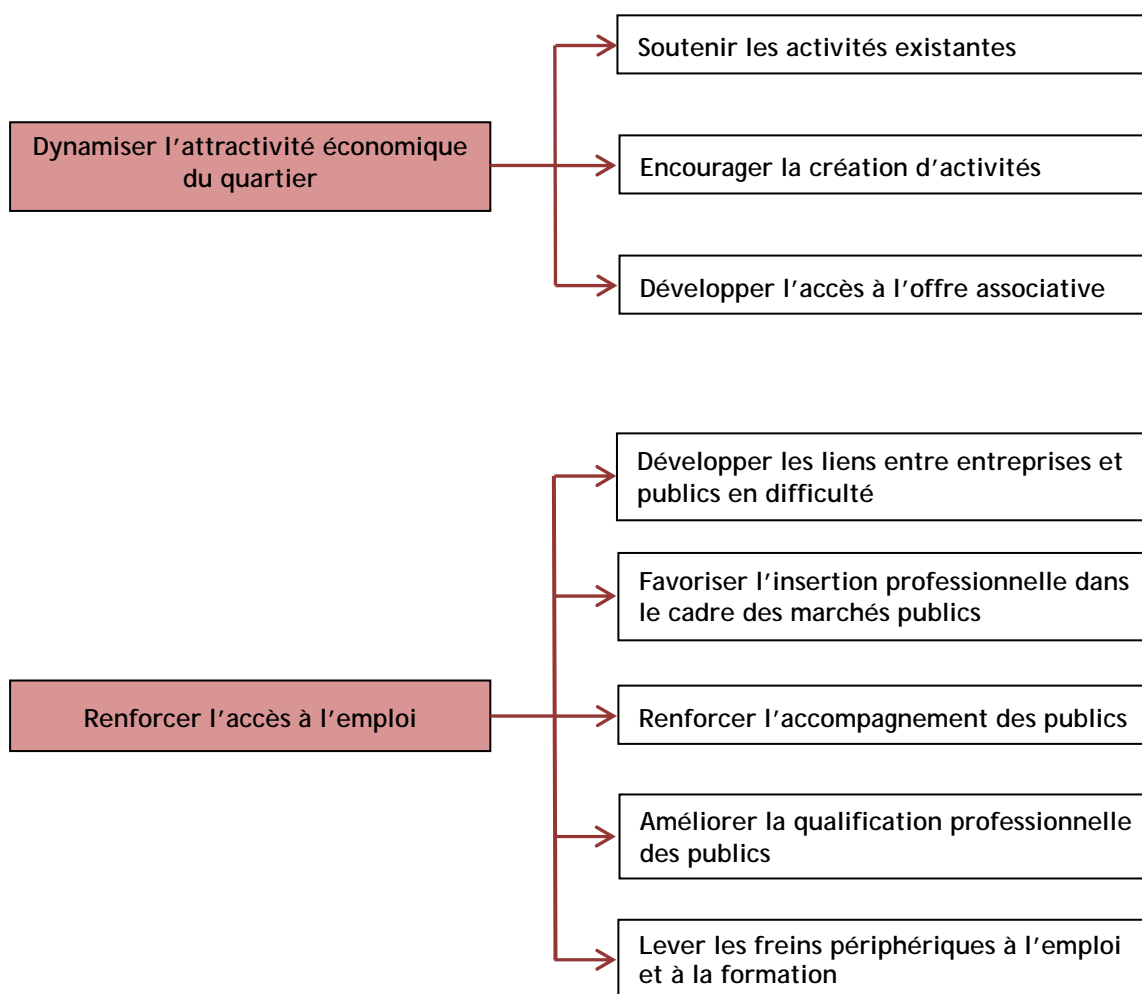 Dynamiser l’attractivité économique
du quartier
Soutenir les activités existantes
Encourager la création d’activités
Développer l’accès à l’offre associative
Renforcer l’accès à l’emploi
Développer les liens entre entreprises et
publics en difficulté
Favoriser l’insertion professionnelle dans
le cadre des marchés publics
Renforcer l’accompagnement des publics
Améliorer la qualification professionnelle
des publics
Lever les freins périphériques à l’emploi
et à la formation